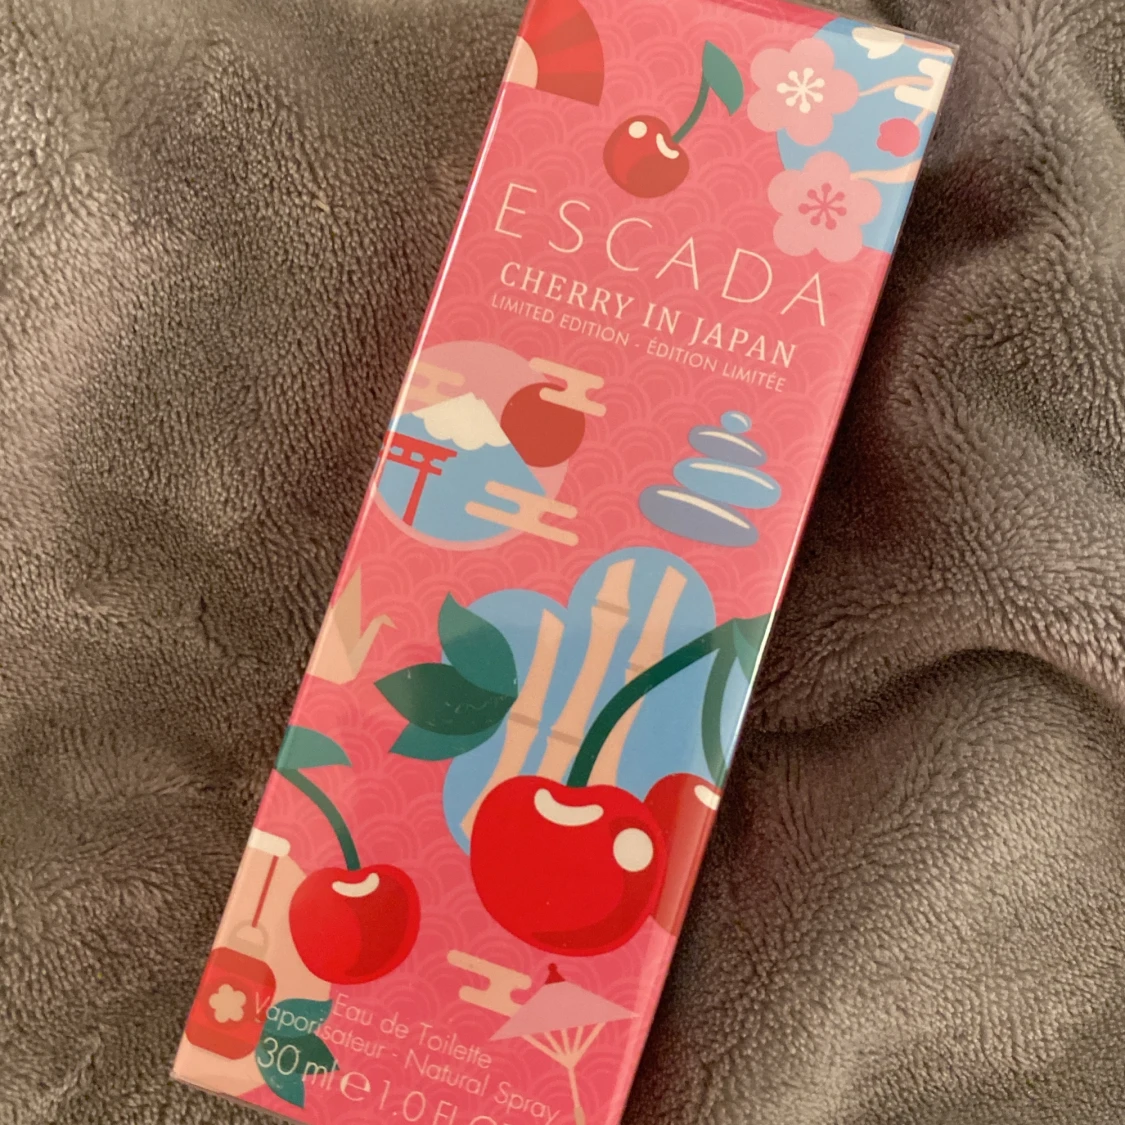 ESCADA
CHERRY IN JAPAN
LIMITED EDITION - ÉDITION LIMITÉE
Eau de Toilette
Vaporisateur - Natural Spray
30 ml e 1.0 FL